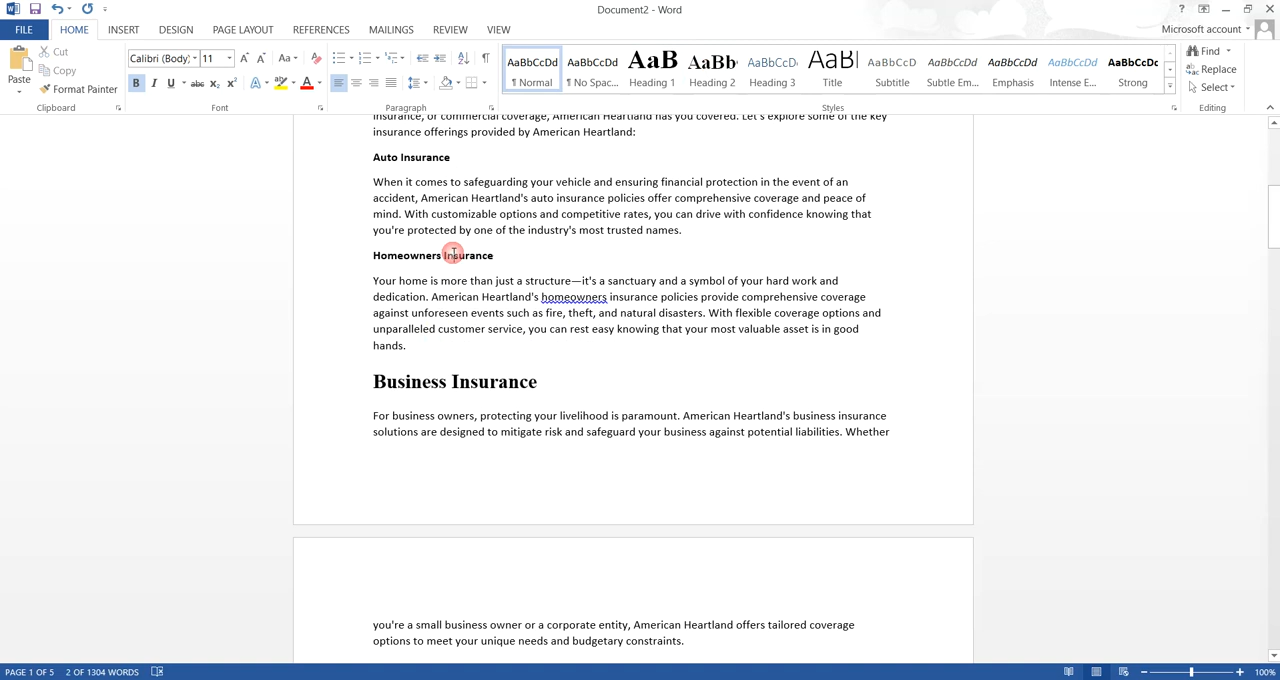 Document2 - Word
Microsoft account
FILE HOME INSERT DESIGN PAGE LAYOUT REFERENCES MAILINGS REVIEW VIEW
Paste
Cut
Copy
Format Painter
Clipboard
Calibri (Body) 11
Font
Paragraph
AaBbCcDd AaBbCcDd AaB AaBb AaBbCcD AaBl AaBbCcD AaBbCcDd AaBbCcDd AaBbCcDd AaBbCcDc
¶ Normal ¶ No Spac... Heading 1 Heading 2 Heading 3 Title Subtitle Subtle Em... Emphasis Intense E... Strong
Styles
Find
Replace
Select
Editing
insurance, or commercial coverage, American Heartland has you covered. Let's explore some of the key
insurance offerings provided by American Heartland:
Auto Insurance
When it comes to safeguarding your vehicle and ensuring financial protection in the event of an
accident, American Heartland's auto insurance policies offer comprehensive coverage and peace of
mind. With customizable options and competitive rates, you can drive with confidence knowing that
you're protected by one of the industry's most trusted names.
Homeowners Insurance
Your home is more than just a structure—it's a sanctuary and a symbol of your hard work and
dedication. American Heartland's homeowners insurance policies provide comprehensive coverage
against unforeseen events such as fire, theft, and natural disasters. With flexible coverage options and
unparalleled customer service, you can rest easy knowing that your most valuable asset is in good
hands.
Business Insurance
For business owners, protecting your livelihood is paramount. American Heartland's business insurance
solutions are designed to mitigate risk and safeguard your business against potential liabilities. Whether
you're a small business owner or a corporate entity, American Heartland offers tailored coverage
options to meet your unique needs and budgetary constraints.
PAGE 1 OF 5 2 OF 1304 WORDS
100%